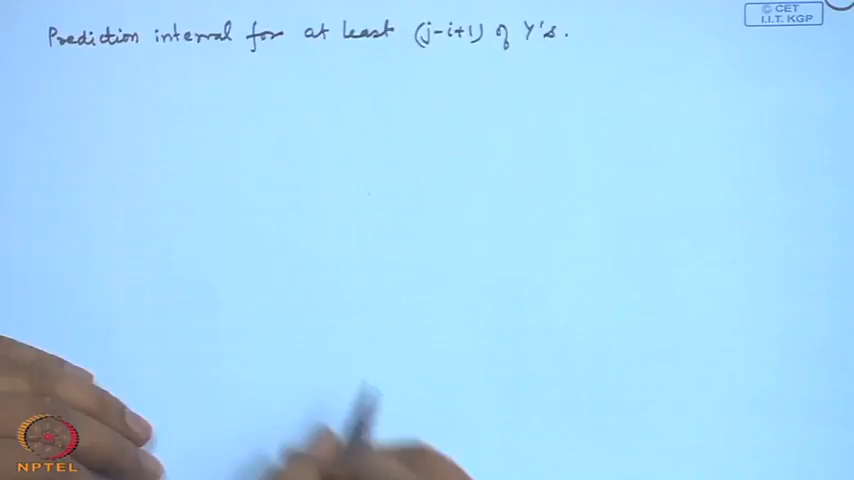 © CET
I.I.T. KGP
Prediction interval for at least (j-i+1) of Y's.
NPTEL